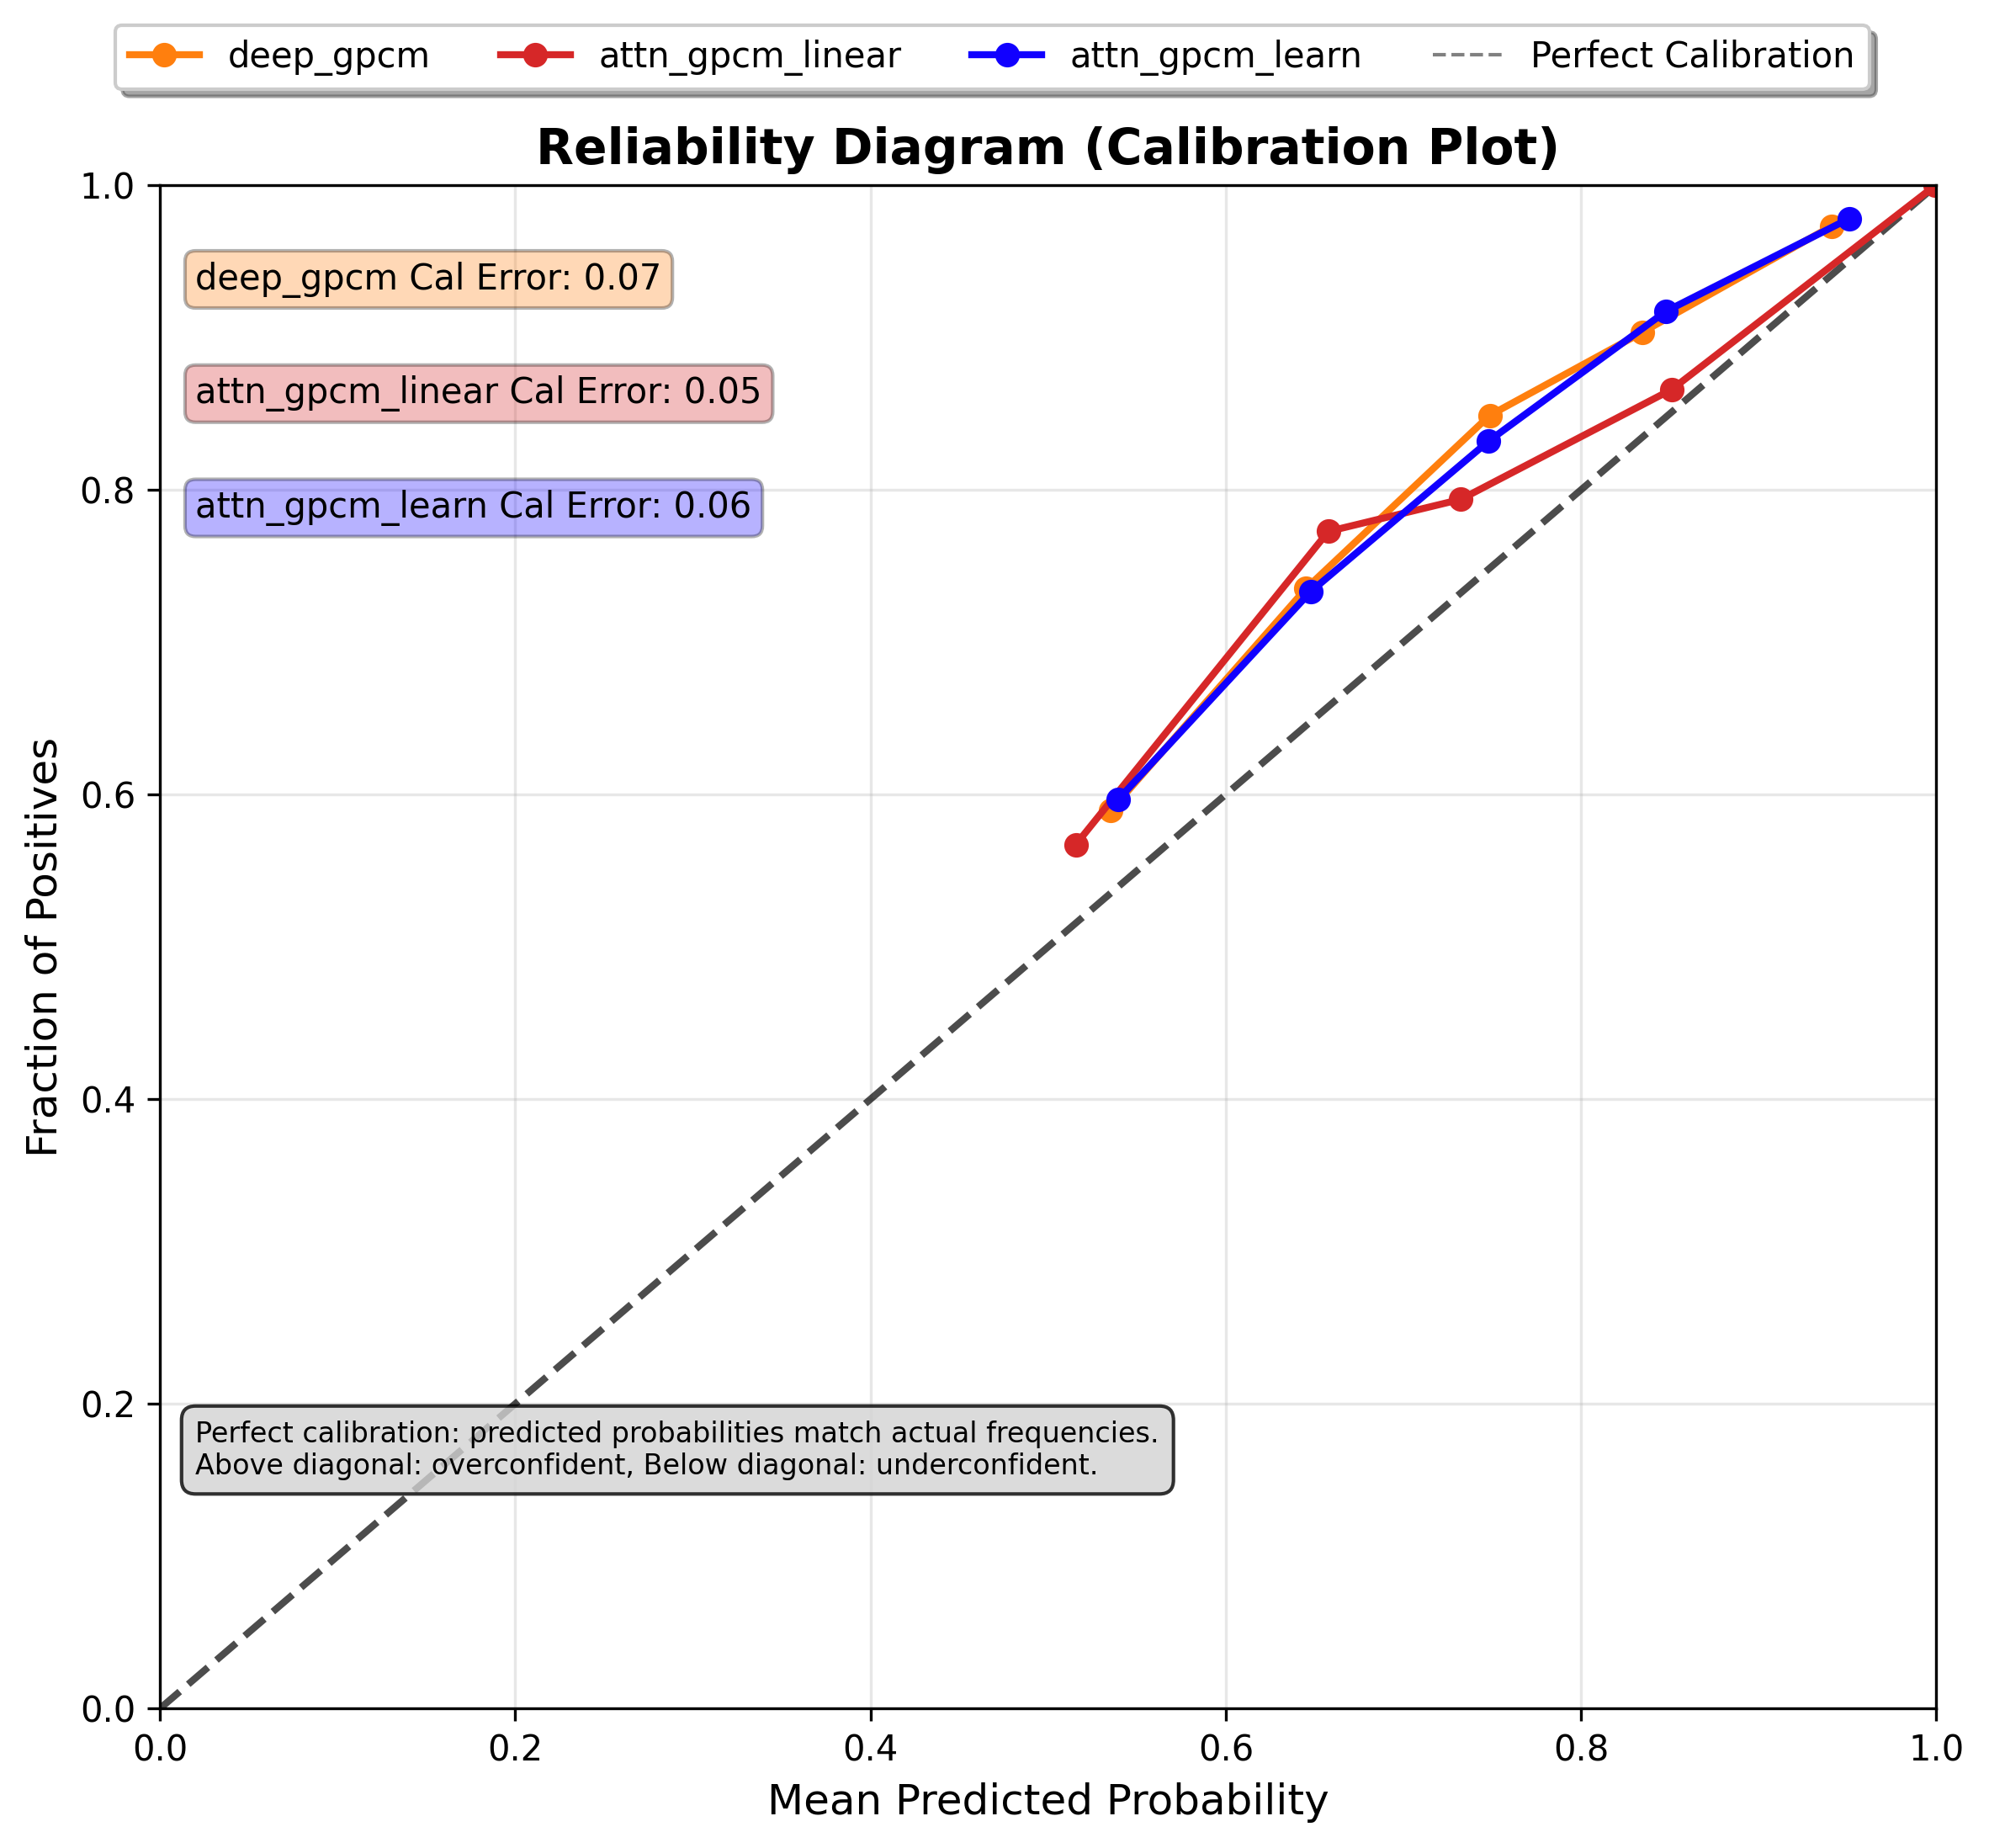 deep_gpcm attn_gpcm_linear attn_gpcm_learn Perfect Calibration
Reliability Diagram (Calibration Plot)
1.0
0.8
0.6
0.4
0.2
0.0
Fraction of Positives
deep_gpcm Cal Error: 0.07
attn_gpcm_linear Cal Error: 0.05
attn_gpcm_learn Cal Error: 0.06
Perfect calibration: predicted probabilities match actual frequencies.
Above diagonal: overconfident, Below diagonal: underconfident.
0.0 0.2 0.4 0.6 0.8 1.0
Mean Predicted Probability